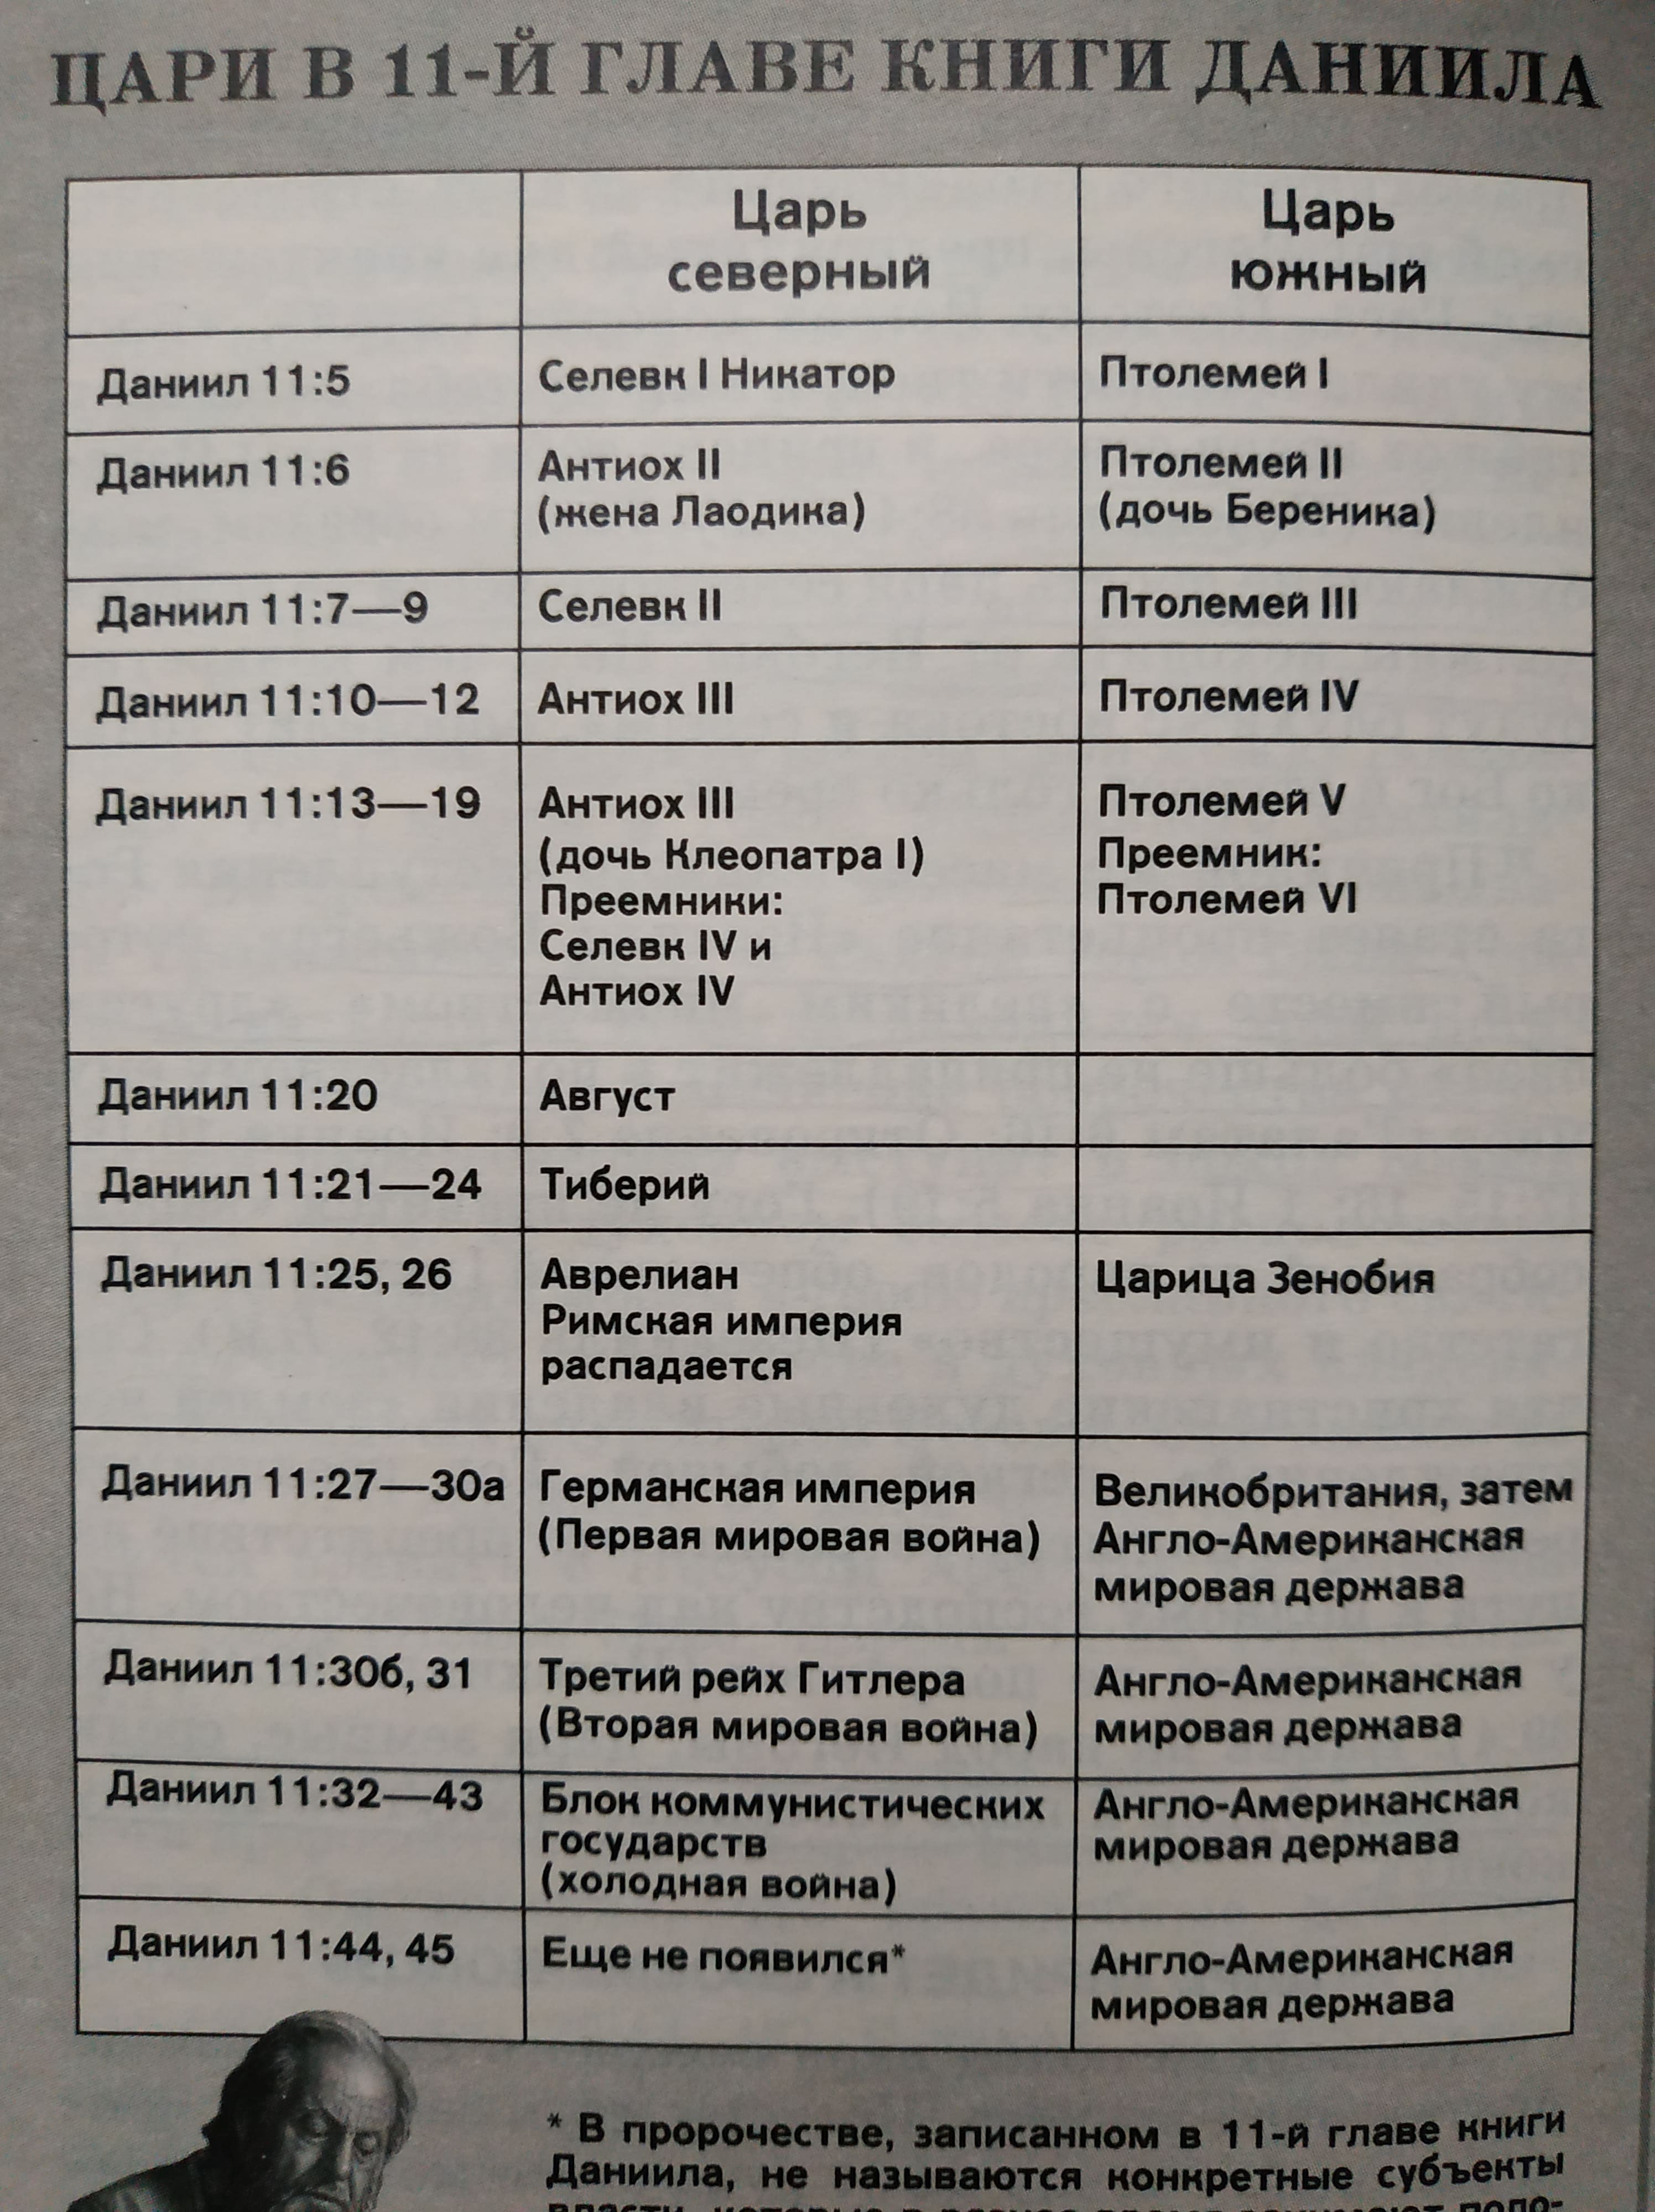 ЦАРИ В 11-Й ГЛАВЕ КНИГИ ДАНИИЛА
Царь
северный
Царь
южный
Даниил 11:5
Селевк I Никатор
Птолемей I
Даниил 11:6
Антиох II
(жена Лаодика)
Птолемей II
(дочь Береника)
Даниил 11:7—9
Селевк II
Птолемей III
Даниил 11:10—12
Антиох III
Птолемей IV
Даниил 11:13—19
Антиох III
(дочь Клеопатра I)
Преемники:
Селевк IV и
Антиох IV
Птолемей V
Преемник:
Птолемей VI
Даниил 11:20
Август
Даниил 11:21—24
Тиберий
Даниил 11:25, 26
Аврелиан
Римская империя
распадается
Царица Зенобия
Даниил 11:27—30а
Германская империя
(Первая мировая война)
Великобритания, затем
Англо-Американская
мировая держава
Даниил 11:30б, 31
Третий рейх Гитлера
(Вторая мировая война)
Англо-Американская
мировая держава
Даниил 11:32—43
Блок коммунистических
государств
(холодная война)
Англо-Американская
мировая держава
Даниил 11:44, 45
Еще не появился*
Англо-Американская
мировая держава
* В пророчестве, записанном в 11-й главе книги
Даниила, не называются конкретные субъекты